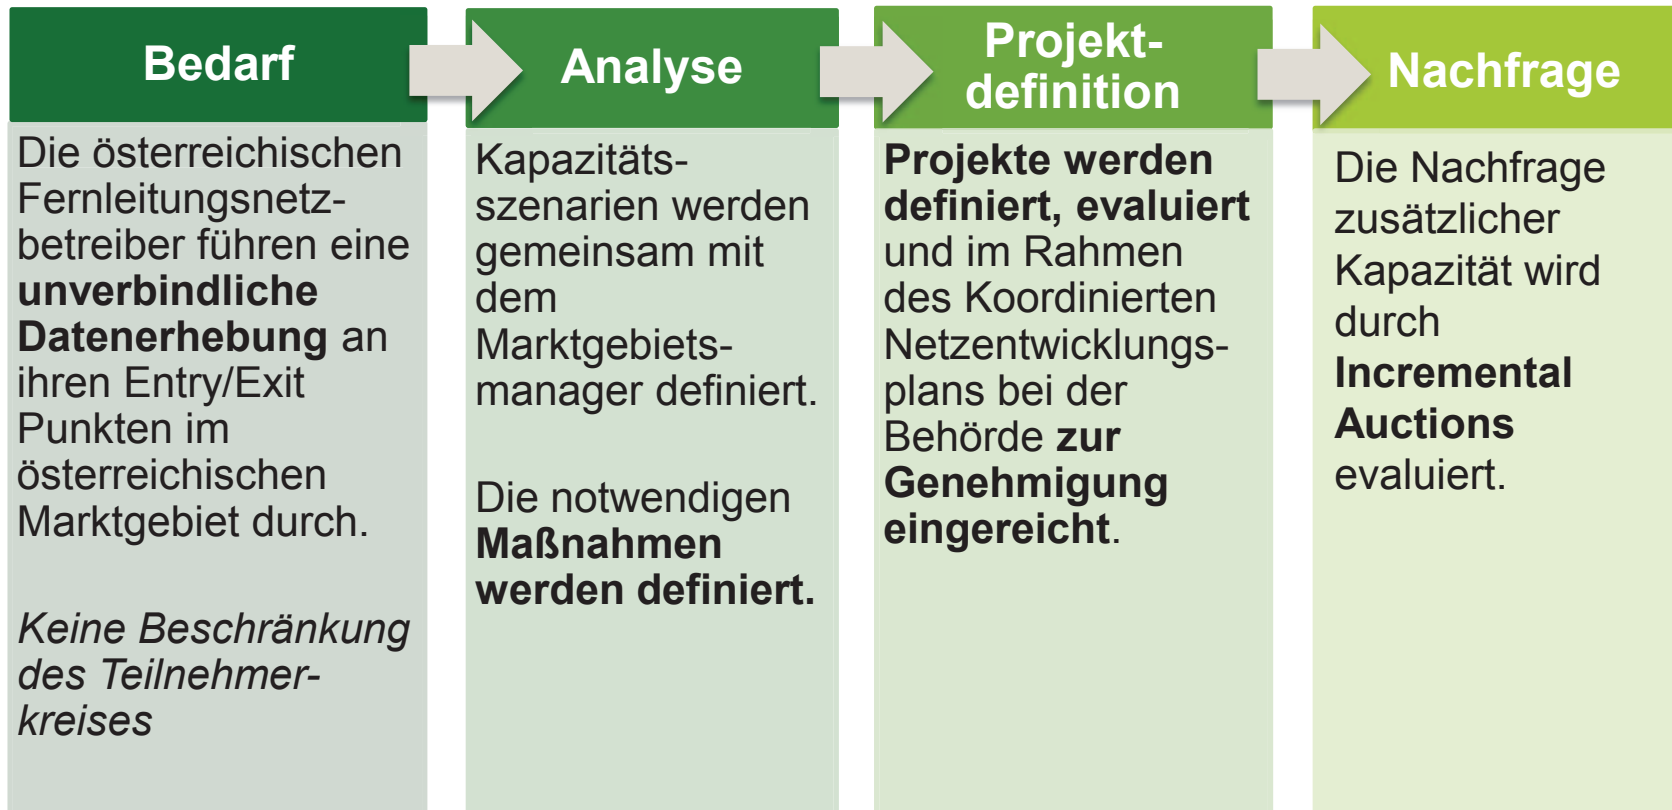 Bedarf
Die österreichischen
Fernleitungsnetz-
betreiber führen eine
unverbindliche
Datenerhebung an
ihren Entry/Exit
Punkten im
österreichischen
Marktgebiet durch.
Keine Beschränkung
des Teilnehmer-
kreises
Analyse
Kapazitäts-
szenarien werden
gemeinsam mit
dem
Marktgebiets-
manager definiert.
Die notwendigen
Maßnahmen
werden definiert.
Projekt-
definition
Projekte werden
definiert, evaluiert
und im Rahmen
des Koordinierten
Netzentwicklungs-
plans bei der
Behörde zur
Genehmigung
eingereicht.
Nachfrage
Die Nachfrage
zusätzlicher
Kapazität wird
durch
Incremental
Auctions
evaluiert.